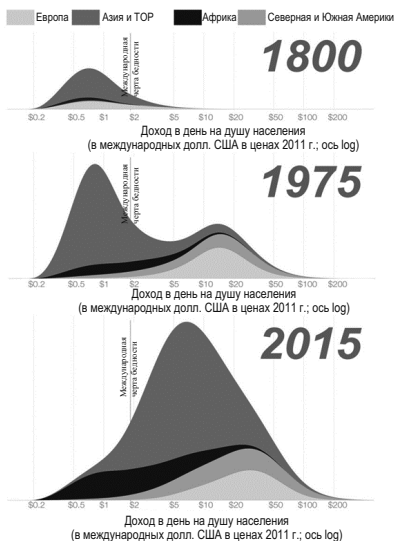 Европа Азия и ТОР Африка Северная и Южная Америки
1800
Международная
черта бедности
$0.2 $0.5 $1 $2 $5 $10 $20 $50 $100 $200
Доход в день на душу населения
(в международных долл. США в ценах 2011 г.; ось log)
1975
Международная
черта бедности
$0.2 $0.5 $1 $2 $5 $10 $20 $50 $100 $200
Доход в день на душу населения
(в международных долл. США в ценах 2011 г.; ось log)
2015
Международная
черта бедности
$0.2 $0.5 $1 $2 $5 $10 $20 $50 $100 $200
Доход в день на душу населения
(в международных долл. США в ценах 2011 г.; ось log)